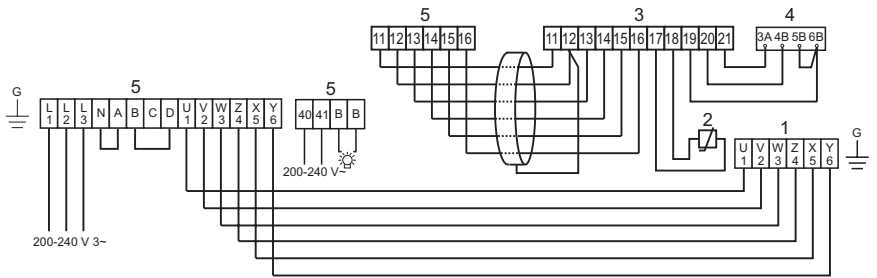 5
3
4
11 12 13 14 15 16
11 12 13 14 15 16 17 18 19 20 21
3A 4B 5B 6B
G
5
5
L L L N A B C D U V W Z X Y
1 2 3 1 2 3 4 5 6
40 41 B B
200-240 V~
2
1
G
U V W Z X Y
1 2 3 4 5 6
200-240 V 3~